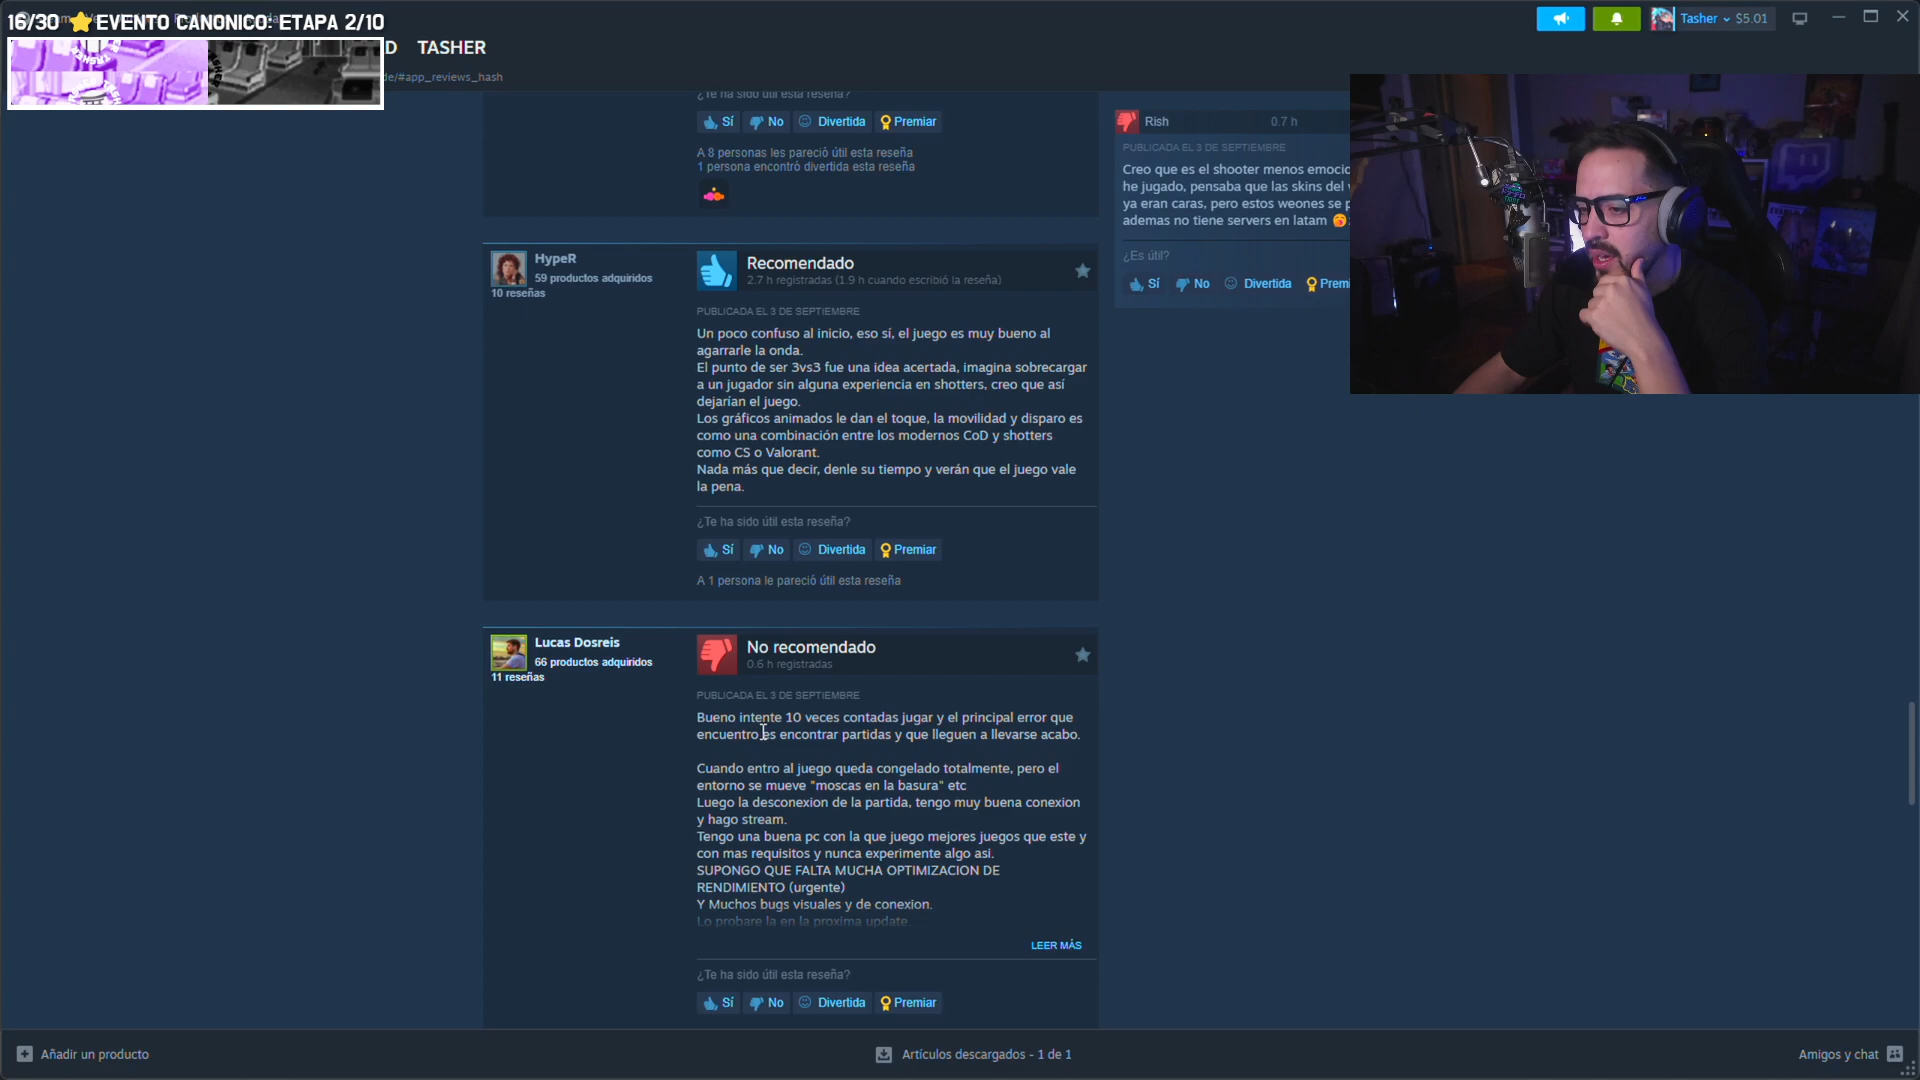 16/30 ⭐ EVENTO CANONICO: ETAPA 2/10
Tasher
$5.01
D TASHER
de/#app_reviews_hash
¿Te ha sido útil esta reseña?
Sí No Divertida Premiar
A 8 personas les pareció útil esta reseña
1 persona encontró divertida esta reseña
HypeR
59 productos adquiridos
10 reseñas
Recomendado
2.7 h registradas (1.9 h cuando escribió la reseña)
PUBLICADA EL 3 DE SEPTIEMBRE
Un poco confuso al inicio, eso sí, el juego es muy bueno al
agarrarle la onda.
El punto de ser 3vs3 fue una idea acertada, imagina sobrecargar
a un jugador sin alguna experiencia en shotters, creo que así
dejarían el juego.
Los gráficos animados le dan el toque, la movilidad y disparo es
como una combinación entre los modernos CoD y shotters
como CS o Valorant.
Nada más que decir, denle su tiempo y verán que el juego vale
la pena.
¿Te ha sido útil esta reseña?
Sí No Divertida Premiar
A 1 persona le pareció útil esta reseña
Lucas Dosreis
66 productos adquiridos
11 reseñas
No recomendado
0.6 h registradas
PUBLICADA EL 3 DE SEPTIEMBRE
Bueno intente 10 veces contadas jugar y el principal error que
encuentro es encontrar partidas y que lleguen a llevarse acabo.
Cuando entro al juego queda congelado totalmente, pero el
entorno se mueve "moscas en la basura" etc
Luego la desconexion de la partida, tengo muy buena conexion
y hago stream.
Tengo una buena pc con la que juego mejores juegos que este y
con mas requisitos y nunca experimente algo asi.
SUPONGO QUE FALTA MUCHA OPTIMIZACION DE
RENDIMIENTO (urgente)
Y Muchos bugs visuales y de conexion.
Lo probare la en la proxima update.
LEER MÁS
¿Te ha sido útil esta reseña?
Sí No Divertida Premiar
Rish
0.7 h
PUBLICADA EL 3 DE SEPTIEMBRE
Creo que es el shooter menos emocio
he jugado, pensaba que las skins del
ya eran caras, pero estos weones se p
ademas no tiene servers en latam 🥱
¿Es útil?
Sí No Divertida Premi
Añadir un producto
Artículos descargados - 1 de 1
Amigos y chat